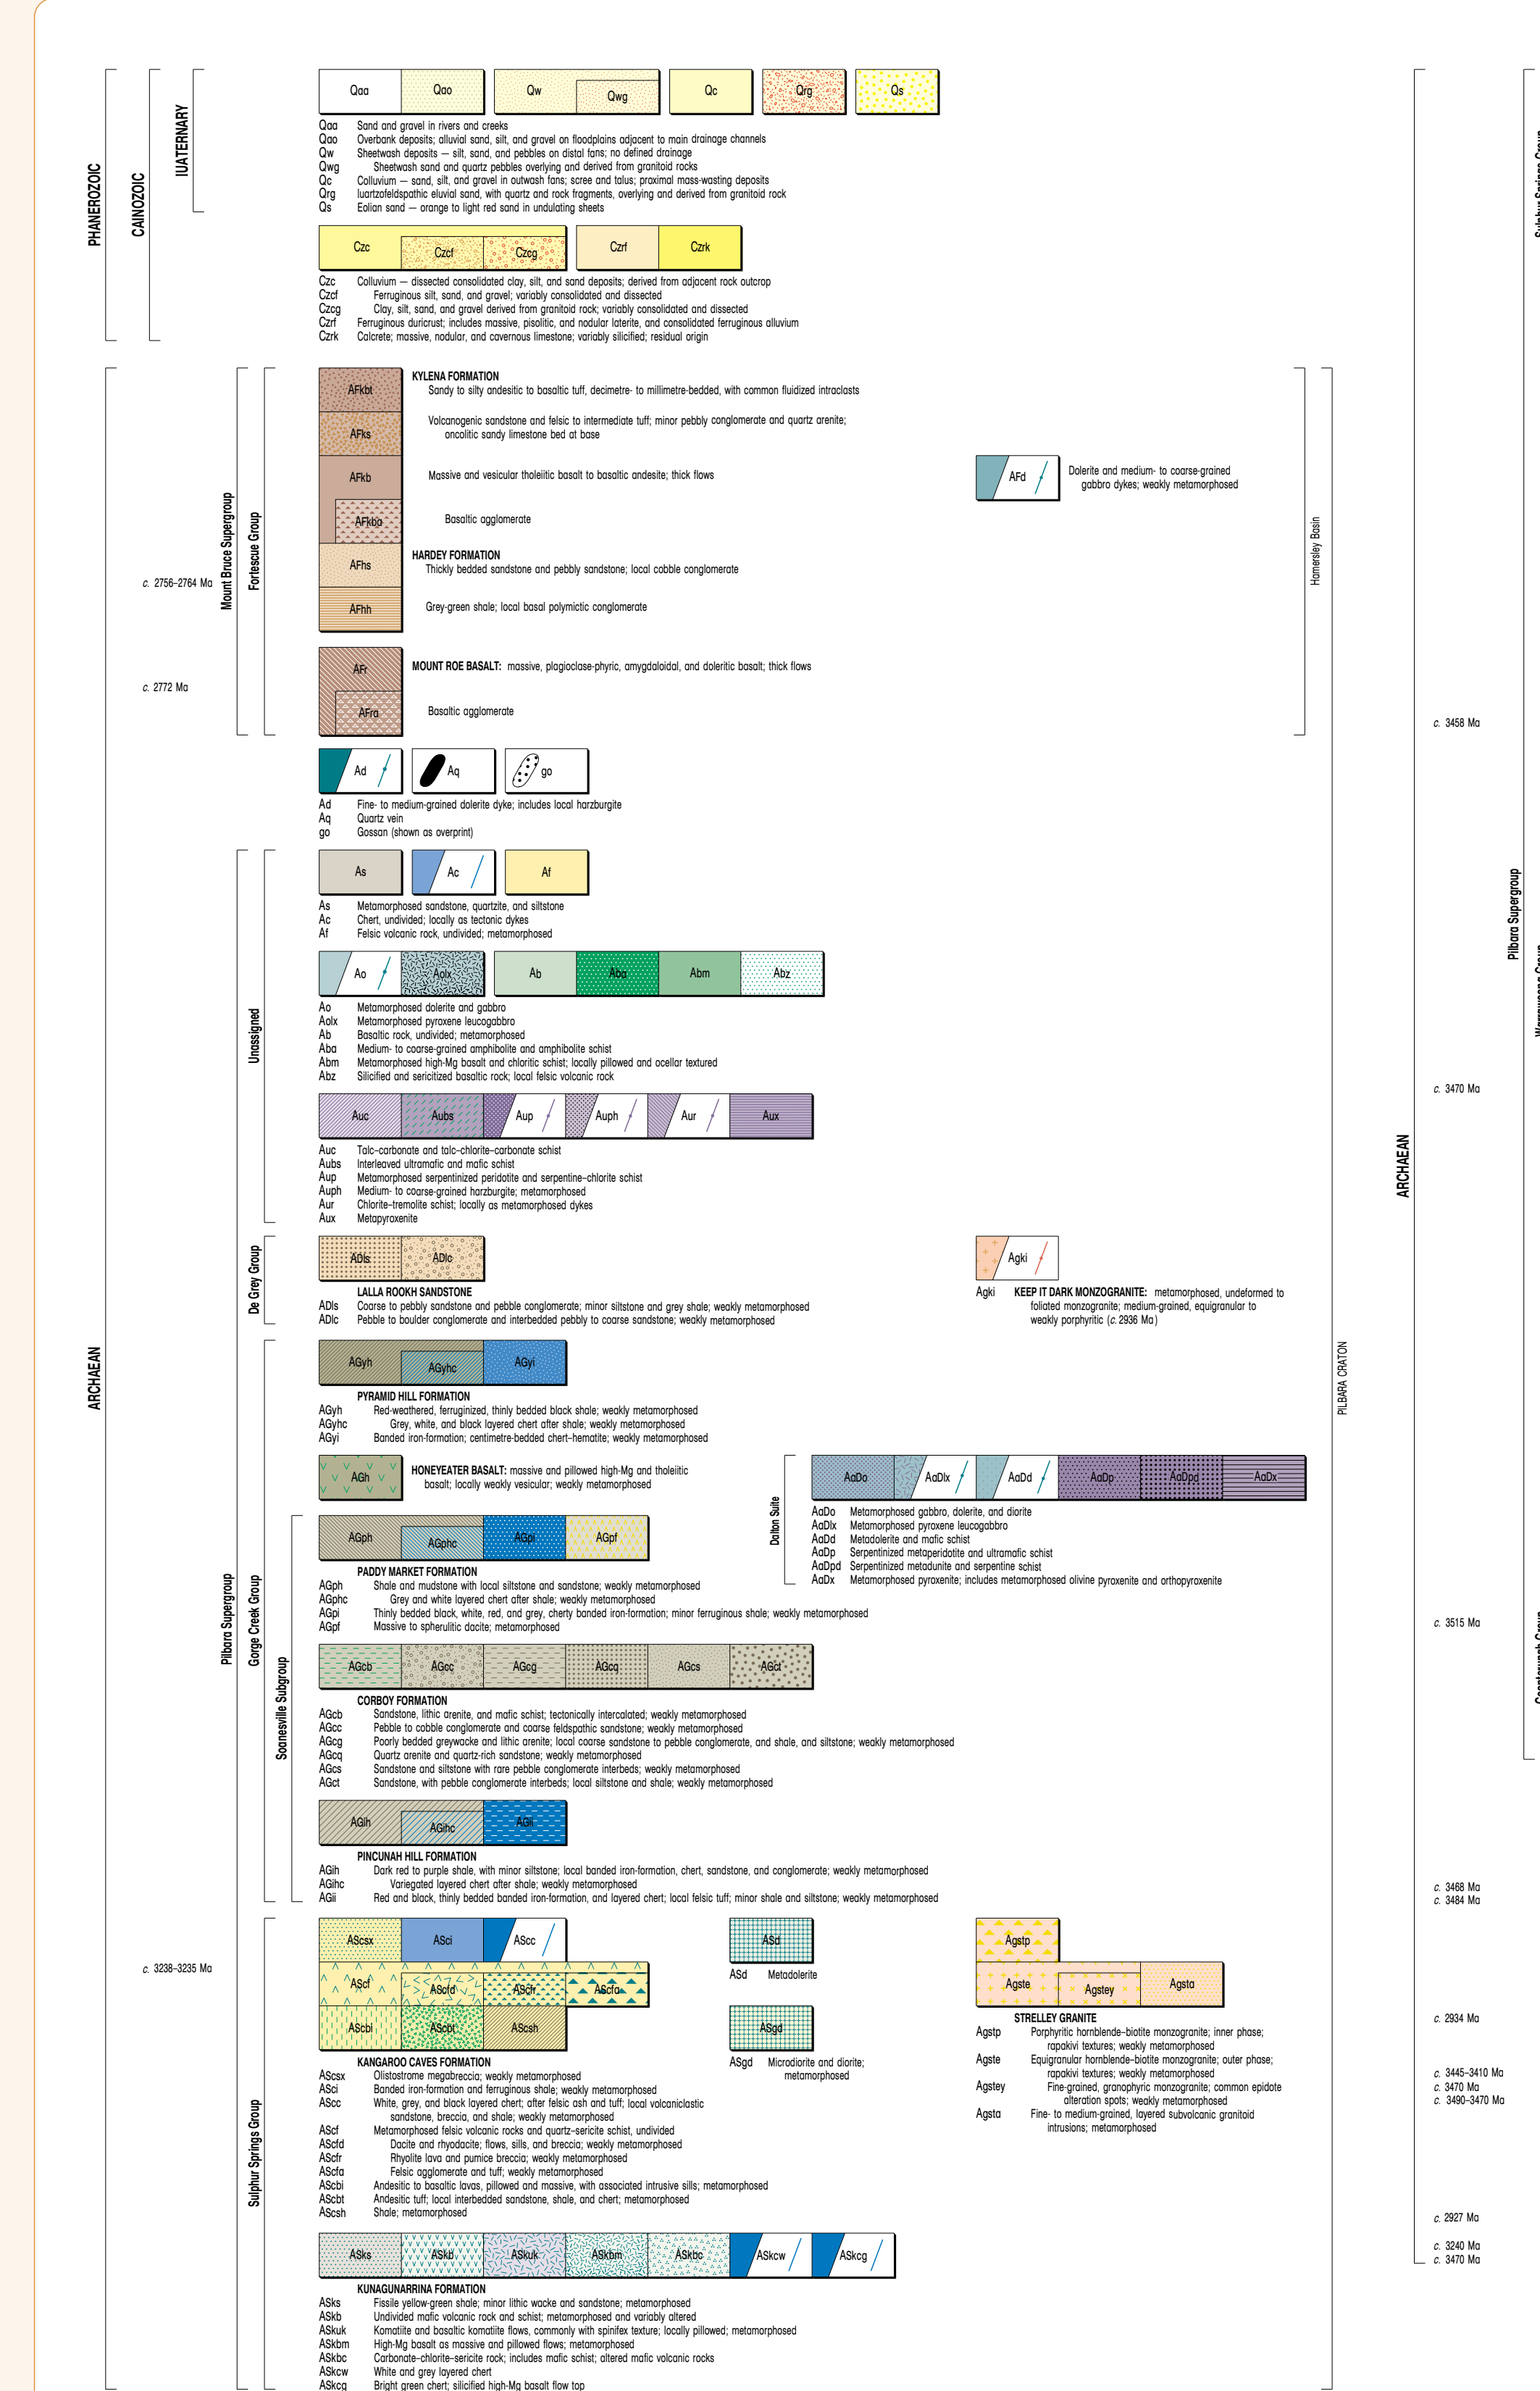 PHANEROZOIC
CAINOZOIC
IUATERNARY
Qaa Qao Qw Qwg Qc Qrg Qs
Qaa Sand and gravel in rivers and creeks
Qao Overbank deposits; alluvial sand, silt, and gravel on floodplains adjacent to main drainage channels
Qw Sheetwash deposits — silt, sand, and pebbles on distal fans; no defined drainage
Qwg Sheetwash sand and quartz pebbles overlying and derived from granitoid rocks
Qc Colluvium — sand, silt, and gravel in outwash fans; scree and talus; proximal mass-wasting deposits
Qrg Iuartzofeldspathic eluvial sand, with quartz and rock fragments, overlying and derived from granitoid rock
Qs Eolian sand — orange to light red sand in undulating sheets
Czc Czcf Czcg Czrf Czrk
Czc Colluvium — dissected consolidated clay, silt, and sand deposits; derived from adjacent rock outcrop
Czcf Ferruginous silt, sand, and gravel; variably consolidated and dissected
Czcg Clay, silt, sand, and gravel derived from granitoid rock; variably consolidated and dissected
Czrf Ferruginous duricrust; includes massive, pisolitic, and nodular laterite, and consolidated ferruginous alluvium
Czrk Calcrete; massive, nodular, and cavernous limestone; variably silicified; residual origin
ARCHAEAN
Mount Bruce Supergroup
Fortescue Group
c. 2756–2764 Ma
c. 2772 Ma
AFkbt
KYLENA FORMATION
Sandy to silty andesitic to basaltic tuff, decimetre- to millimetre-bedded, with common fluidized intraclasts
AFks
Volcanogenic sandstone and felsic to intermediate tuff; minor pebbly conglomerate and quartz arenite;
oncolitic sandy limestone bed at base
AFkb
Massive and vesicular tholeiitic basalt to basaltic andesite; thick flows
AFkba
Basaltic agglomerate
AFhs
HARDEY FORMATION
Thickly bedded sandstone and pebbly sandstone; local cobble conglomerate
AFhh
Grey-green shale; local basal polymictic conglomerate
AFr
MOUNT ROE BASALT: massive, plagioclase-phyric, amygdaloidal, and doleritic basalt; thick flows
AFra
Basaltic agglomerate
AFd
Dolerite and medium- to coarse-grained
gabbro dykes; weakly metamorphosed
Hamersley Basin
Ad Aq go
Ad Fine- to medium-grained dolerite dyke; includes local harzburgite
Aq Quartz vein
go Gossan (shown as overprint)
Unassigned
As Ac Af
As Metamorphosed sandstone, quartzite, and siltstone
Ac Chert, undivided; locally as tectonic dykes
Af Felsic volcanic rock, undivided; metamorphosed
Ao Aolx Ab Aba Abm Abz
Ao Metamorphosed dolerite and gabbro
Aolx Metamorphosed pyroxene leucogabbro
Ab Basaltic rock, undivided; metamorphosed
Aba Medium- to coarse-grained amphibolite and amphibolite schist
Abm Metamorphosed high-Mg basalt and chloritic schist; locally pillowed and ocellar textured
Abz Silicified and sericitized basaltic rock; local felsic volcanic rock
Auc Aubs Aup Auph Aur Aux
Auc Talc–carbonate and talc–chlorite–carbonate schist
Aubs Interleaved ultramafic and mafic schist
Aup Metamorphosed serpentinized peridotite and serpentine–chlorite schist
Auph Medium- to coarse-grained harzburgite; metamorphosed
Aur Chlorite–tremolite schist; locally as metamorphosed dykes
Aux Metapyroxenite
De Grey Group
ADls ADlc
LALLA ROOKH SANDSTONE
ADls Coarse to pebbly sandstone and pebble conglomerate; minor siltstone and grey shale; weakly metamorphosed
ADlc Pebble to boulder conglomerate and interbedded pebbly to coarse sandstone; weakly metamorphosed
Agki
Agki KEEP IT DARK MONZOGRANITE: metamorphosed, undeformed to
foliated monzogranite; medium-grained, equigranular to
weakly porphyritic (c. 2936 Ma)
PILBARA CRATON
Pilbara Supergroup
Gorge Creek Group
Soanesville Subgroup
AGyh AGyhc AGyi
PYRAMID HILL FORMATION
AGyh Red-weathered, ferruginized, thinly bedded black shale; weakly metamorphosed
AGyhc Grey, white, and black layered chert after shale; weakly metamorphosed
AGyi Banded iron-formation; centimetre-bedded chert–hematite; weakly metamorphosed
AGh
HONEYEATER BASALT: massive and pillowed high-Mg and tholeiitic
basalt; locally weakly vesicular; weakly metamorphosed
Dalton Suite
AaDo AaDlx AaDd AaDp AaDpd AaDx
AaDo Metamorphosed gabbro, dolerite, and diorite
AaDlx Metamorphosed pyroxene leucogabbro
AaDd Metadolerite and mafic schist
AaDp Serpentinized metaperidotite and ultramafic schist
AaDpd Serpentinized metadunite and serpentine schist
AaDx Metamorphosed pyroxenite; includes metamorphosed olivine pyroxenite and orthopyroxenite
AGph AGphc AGpi AGpf
PADDY MARKET FORMATION
AGph Shale and mudstone with local siltstone and sandstone; weakly metamorphosed
AGphc Grey and white layered chert after shale; weakly metamorphosed
AGpi Thinly bedded black, white, red, and grey, cherty banded iron-formation; minor ferruginous shale; weakly metamorphosed
AGpf Massive to spherulitic dacite; metamorphosed
AGcb AGcc AGcg AGcq AGcs AGct
CORBOY FORMATION
AGcb Sandstone, lithic arenite, and mafic schist; tectonically intercalated; weakly metamorphosed
AGcc Pebble to cobble conglomerate and coarse feldspathic sandstone; weakly metamorphosed
AGcg Poorly bedded greywacke and lithic arenite; local coarse sandstone to pebble conglomerate, and shale, and siltstone; weakly metamorphosed
AGcq Quartz arenite and quartz-rich sandstone; weakly metamorphosed
AGcs Sandstone and siltstone with rare pebble conglomerate interbeds; weakly metamorphosed
AGct Sandstone, with pebble conglomerate interbeds; local siltstone and shale; weakly metamorphosed
AGih AGihc AGii
PINCUNAH HILL FORMATION
AGih Dark red to purple shale, with minor siltstone; local banded iron-formation, chert, sandstone, and conglomerate; weakly metamorphosed
AGihc Variegated layered chert after shale; weakly metamorphosed
AGii Red and black, thinly bedded banded iron-formation, and layered chert; local felsic tuff; minor shale and siltstone; weakly metamorphosed
Sulphur Springs Group
c. 3238–3235 Ma
AScsx ASci AScc
AScf AScfd AScfr AScfa
AScbi AScbt AScsh
KANGAROO CAVES FORMATION
AScsx Olistostrome megabreccia; weakly metamorphosed
ASci Banded iron-formation and ferruginous shale; weakly metamorphosed
AScc White, grey, and black layered chert; after felsic ash and tuff; local volcaniclastic
sandstone, breccia, and shale; weakly metamorphosed
AScf Metamorphosed felsic volcanic rocks and quartz–sericite schist, undivided
AScfd Dacite and rhyodacite; flows, sills, and breccia; weakly metamorphosed
AScfr Rhyolite lava and pumice breccia; weakly metamorphosed
AScfa Felsic agglomerate and tuff; weakly metamorphosed
AScbi Andesitic to basaltic lavas, pillowed and massive, with associated intrusive sills; metamorphosed
AScbt Andesitic tuff; local interbedded sandstone, shale, and chert; metamorphosed
AScsh Shale; metamorphosed
ASd
ASd Metadolerite
ASgd
ASgd Microdiorite and diorite;
metamorphosed
Agstp
Agste Agstey Agsta
STRELLEY GRANITE
Agstp Porphyritic hornblende–biotite monzogranite; inner phase;
rapakivi textures; weakly metamorphosed
Agste Equigranular hornblende–biotite monzogranite; outer phase;
rapakivi textures; weakly metamorphosed
Agstey Fine-grained, granophyric monzogranite; common epidote
alteration spots; weakly metamorphosed
Agsta Fine- to medium-grained, layered subvolcanic granitoid
intrusions; metamorphosed
ASks ASkb ASkuk ASkbm ASkbc ASkcw ASkcg
KUNAGUNARRINA FORMATION
ASks Fissile yellow-green shale; minor lithic wacke and sandstone; metamorphosed
ASkb Undivided mafic volcanic rock and schist; metamorphosed and variably altered
ASkuk Komatiite and basaltic komatiite flows, commonly with spinifex texture; locally pillowed; metamorphosed
ASkbm High-Mg basalt as massive and pillowed flows; metamorphosed
ASkbc Carbonate–chlorite–sericite rock; includes mafic schist; altered mafic volcanic rocks
ASkcw White and grey layered chert
ASkcg Bright green chert; silicified high-Mg basalt flow top
ARCHAEAN
Pilbara Supergroup
c. 3458 Ma
c. 3470 Ma
c. 3515 Ma
c. 3468 Ma
c. 3484 Ma
c. 2934 Ma
c. 3445–3410 Ma
c. 3470 Ma
c. 3490–3470 Ma
c. 2927 Ma
c. 3240 Ma
c. 3470 Ma